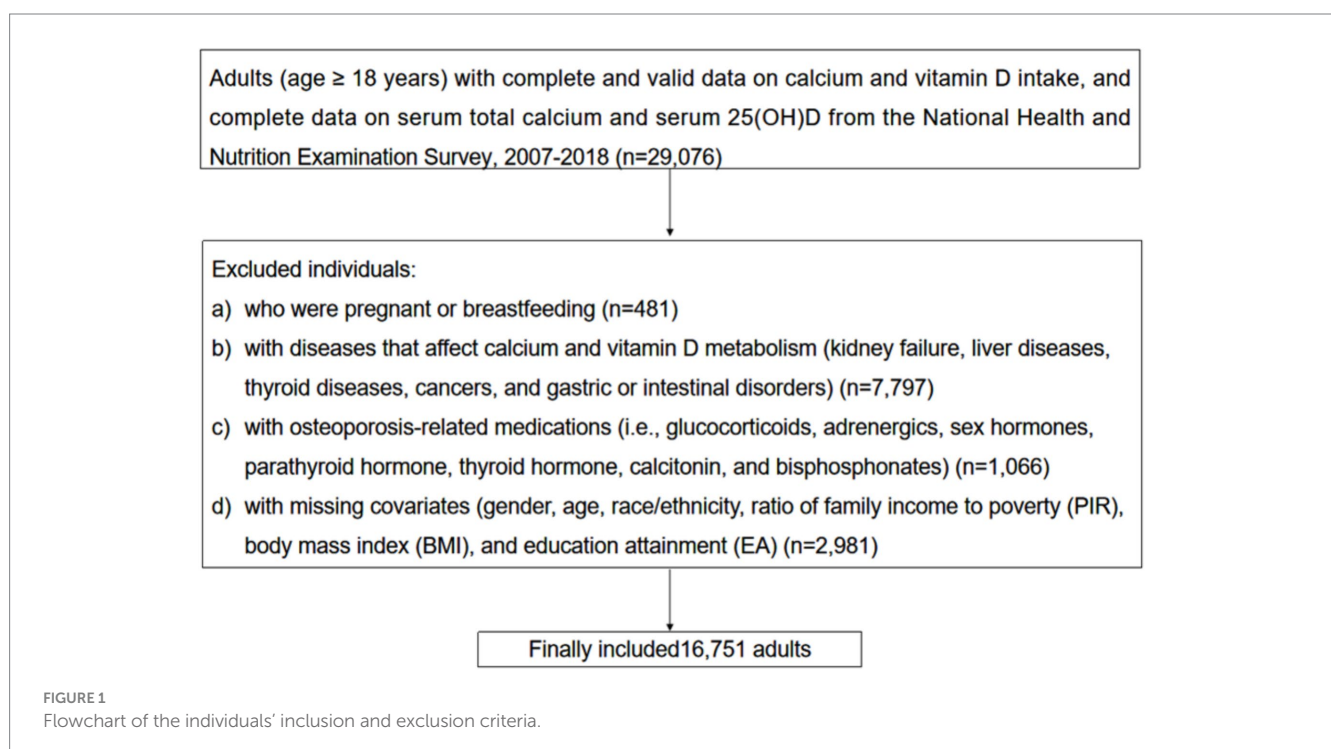 Adults (age ≥ 18 years) with complete and valid data on calcium and vitamin D intake, and
complete data on serum total calcium and serum 25(OH)D from the National Health and
Nutrition Examination Survey, 2007-2018 (n=29,076)
Excluded individuals:
a) who were pregnant or breastfeeding (n=481)
b) with diseases that affect calcium and vitamin D metabolism (kidney failure, liver diseases,
thyroid diseases, cancers, and gastric or intestinal disorders) (n=7,797)
c) with osteoporosis-related medications (i.e., glucocorticoids, adrenergics, sex hormones,
parathyroid hormone, thyroid hormone, calcitonin, and bisphosphonates) (n=1,066)
d) with missing covariates (gender, age, race/ethnicity, ratio of family income to poverty (PIR),
body mass index (BMI), and education attainment (EA) (n=2,981)
Finally included16,751 adults
FIGURE 1
Flowchart of the individuals’ inclusion and exclusion criteria.